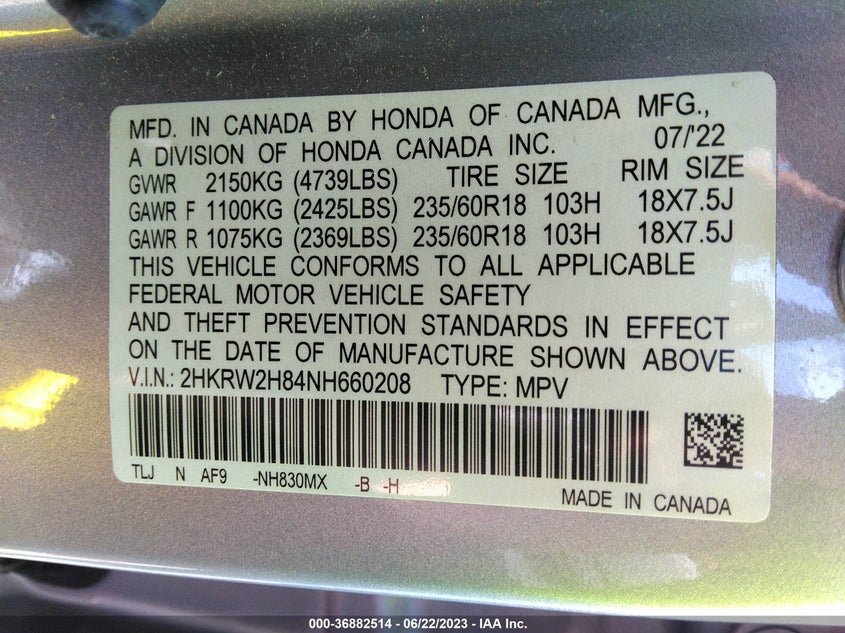 MFD. IN CANADA BY HONDA OF CANADA MFG.,
A DIVISION OF HONDA CANADA INC. 07/'22
GVWR 2150KG (4739LBS) TIRE SIZE RIM SIZE
GAWR F 1100KG (2425LBS) 235/60R18 103H 18X7.5J
GAWR R 1075KG (2369LBS) 235/60R18 103H 18X7.5J
THIS VEHICLE CONFORMS TO ALL APPLICABLE
FEDERAL MOTOR VEHICLE SAFETY
AND THEFT PREVENTION STANDARDS IN EFFECT
ON THE DATE OF MANUFACTURE SHOWN ABOVE.
V.I.N.: 2HKRW2H84NH660208 TYPE: MPV
TLJ N AF9 -NH830MX -B -H
MADE IN CANADA
000-36882514 - 06/22/2023 - IAA Inc.